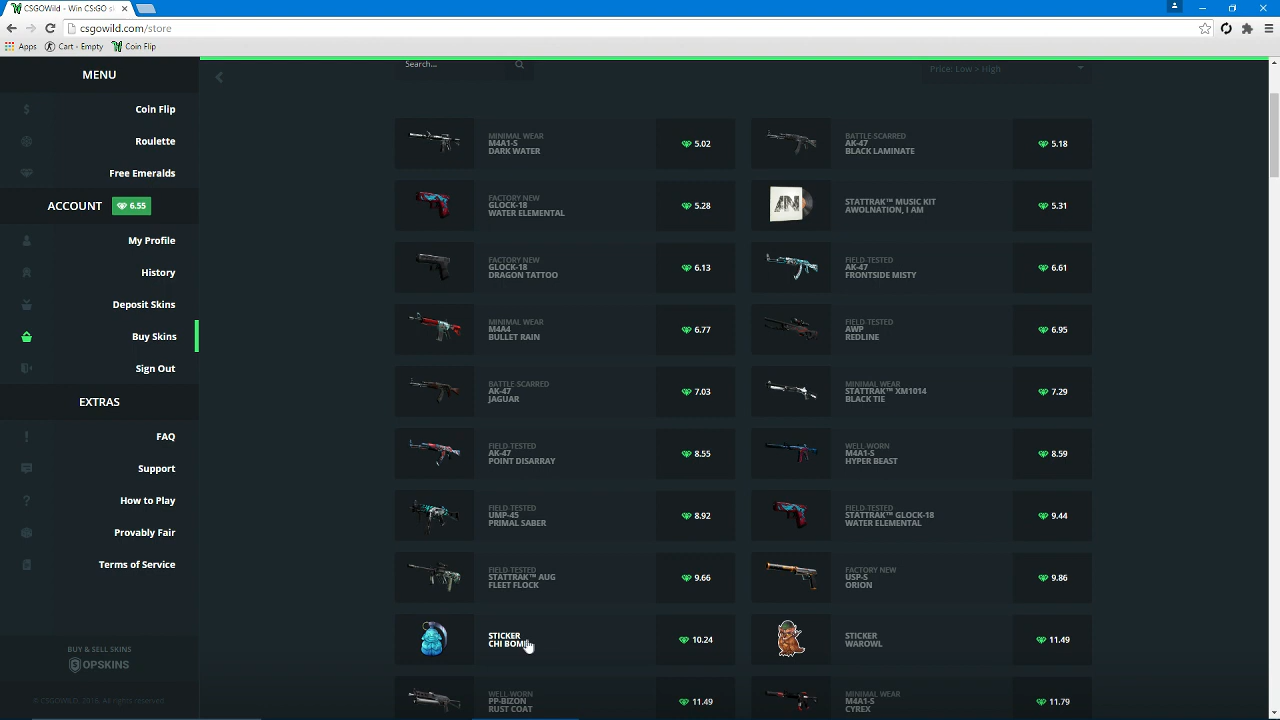 CSGOWild - Win CS:GO s
csgowild.com/store
Apps
Cart - Empty
Coin Flip
MENU
Coin Flip
Roulette
Free Emeralds
ACCOUNT
6.55
My Profile
History
Deposit Skins
Buy Skins
Sign Out
EXTRAS
FAQ
Support
How to Play
Provably Fair
Terms of Service
BUY & SELL SKINS
OPSKINS
© CSGOWILD, 2016. All rights reserved.
Search...
Price: Low > High
MINIMAL WEAR
M4A1-S
DARK WATER
5.02
BATTLE-SCARRED
AK-47
BLACK LAMINATE
5.18
FACTORY NEW
GLOCK-18
WATER ELEMENTAL
5.28
STATTRAK™ MUSIC KIT
AWOLNATION, I AM
5.31
FACTORY NEW
GLOCK-18
DRAGON TATTOO
6.13
FIELD-TESTED
AK-47
FRONTSIDE MISTY
6.61
MINIMAL WEAR
M4A4
BULLET RAIN
6.77
FIELD-TESTED
AWP
REDLINE
6.95
BATTLE-SCARRED
AK-47
JAGUAR
7.03
MINIMAL WEAR
STATTRAK™ XM1014
BLACK TIE
7.29
FIELD-TESTED
AK-47
POINT DISARRAY
8.55
WELL-WORN
M4A1-S
HYPER BEAST
8.59
FIELD-TESTED
UMP-45
PRIMAL SABER
8.92
FIELD-TESTED
STATTRAK™ GLOCK-18
WATER ELEMENTAL
9.44
FIELD-TESTED
STATTRAK™ AUG
FLEET FLOCK
9.66
FACTORY NEW
USP-S
ORION
9.86
STICKER
CHI BOMB
10.24
STICKER
WAROWL
11.49
WELL-WORN
PP-BIZON
RUST COAT
11.49
MINIMAL WEAR
M4A1-S
CYREX
11.79